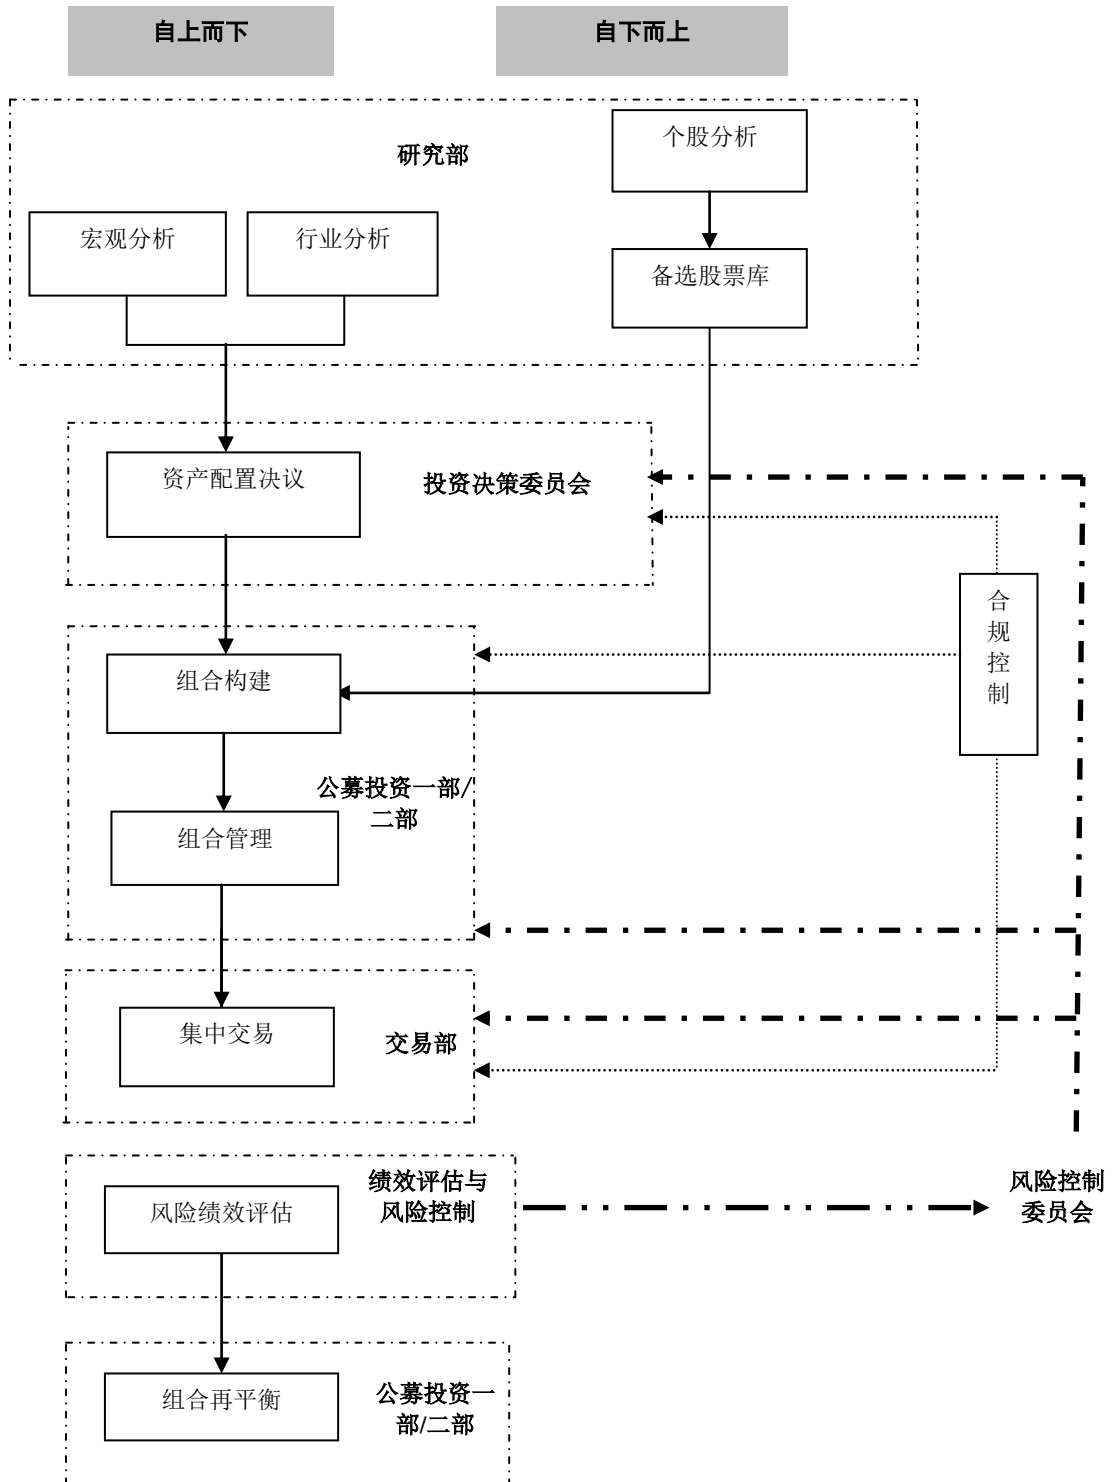 自上而下
自下而上
个股分析
研究部
宏观分析
行业分析
备选股票库
资产配置决议
投资决策委员会
合
规
控
制
组合构建
公募投资一部/
二部
组合管理
集中交易
交易部
绩效评估与
风险控制
风险绩效评估
风险控制
委员会
组合再平衡
公募投资一
部/二部